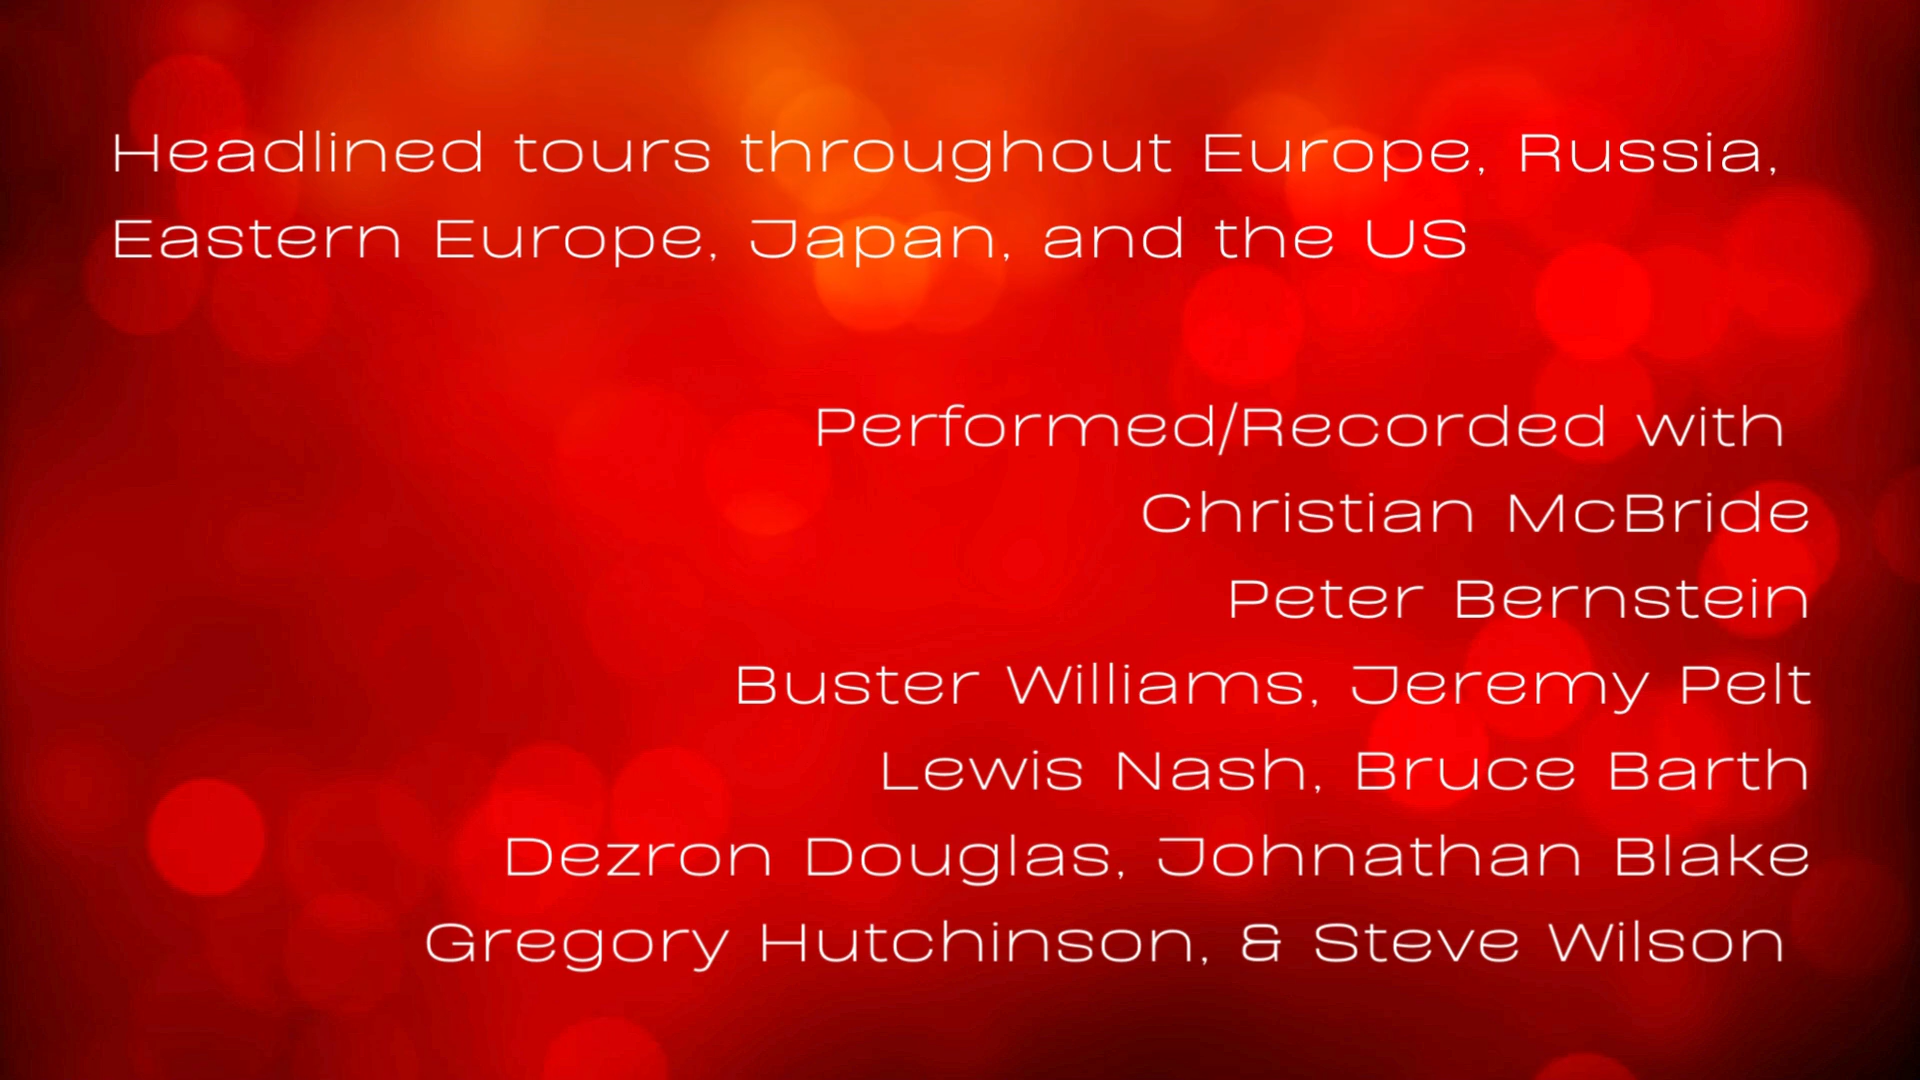 Headlined tours throughout Europe, Russia,
Eastern Europe, Japan, and the US
Performed/Recorded with
Christian McBride
Peter Bernstein
Buster Williams, Jeremy Pelt
Lewis Nash, Bruce Barth
Dezron Douglas, Johnathan Blake
Gregory Hutchinson, & Steve Wilson